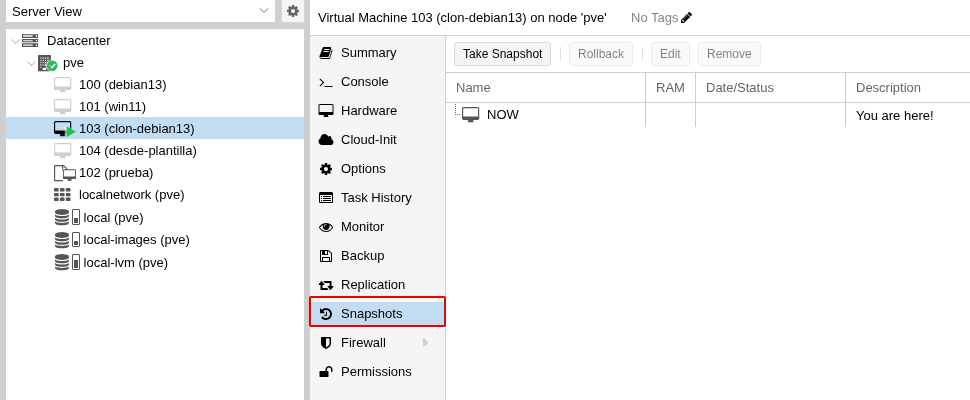 Server View
Datacenter
pve
100 (debian13)
101 (win11)
103 (clon-debian13)
104 (desde-plantilla)
102 (prueba)
localnetwork (pve)
local (pve)
local-images (pve)
local-lvm (pve)
Virtual Machine 103 (clon-debian13) on node 'pve' No Tags
Summary
Console
Hardware
Cloud-Init
Options
Task History
Monitor
Backup
Replication
Snapshots
Firewall
Permissions
Take Snapshot Rollback Edit Remove
Name RAM Date/Status Description
NOW You are here!